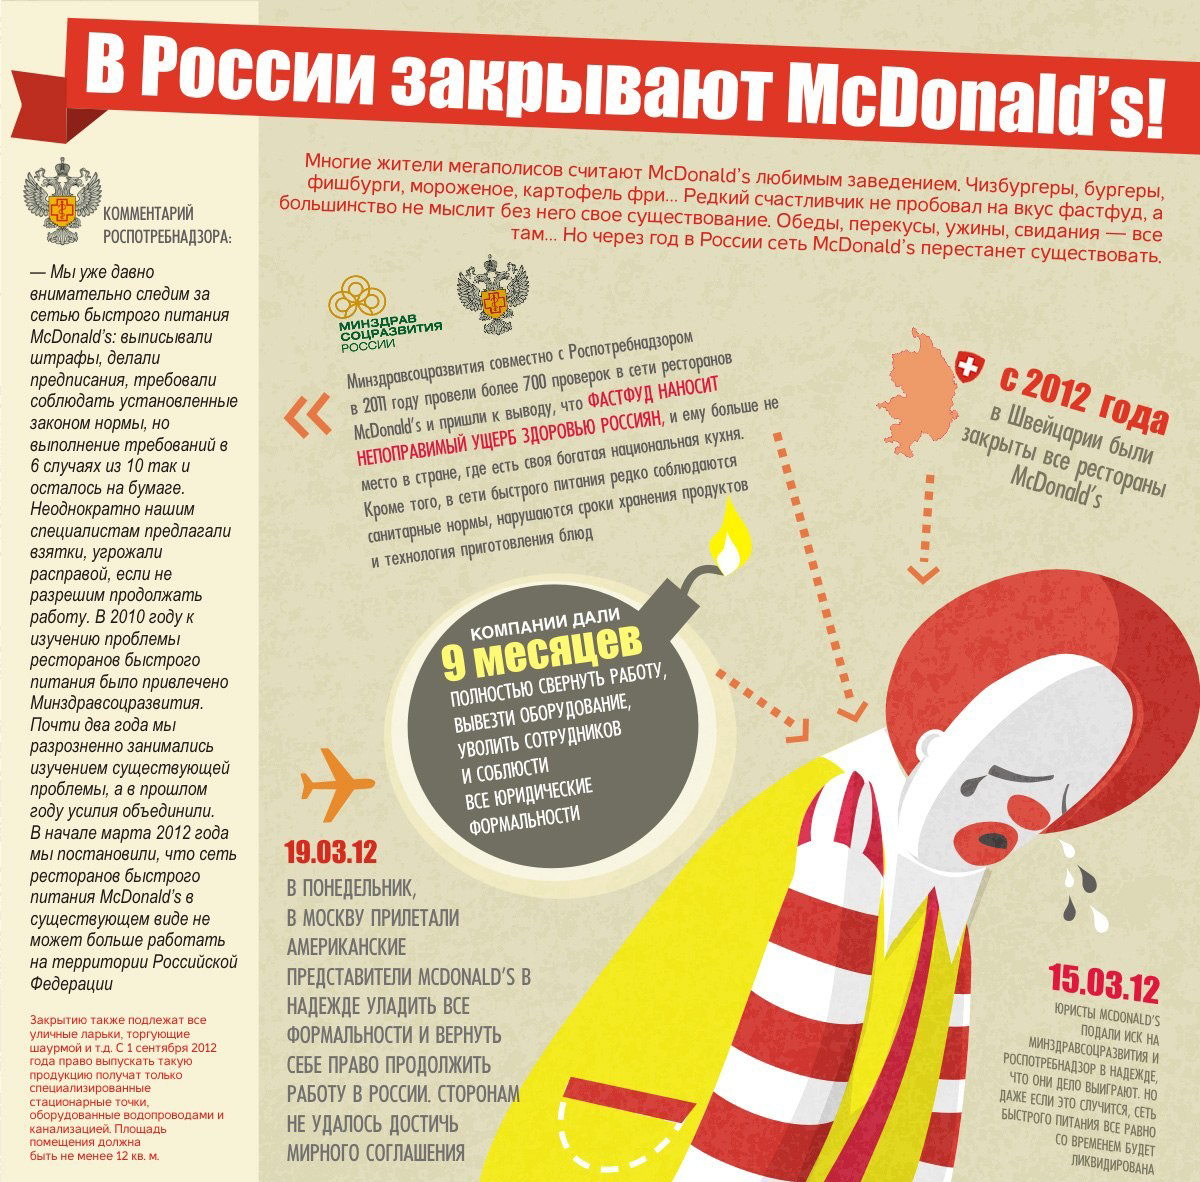 В России закрывают McDonald's!
Многие жители мегаполисов считают McDonald's любимым заведением. Чизбургеры, бургеры,
фишбурги, мороженое, картофель фри... Редкий счастливчик не пробовал на вкус фастфуд, а
большинство не мыслит без него свое существование. Обеды, перекусы, ужины, свидания — все
там... Но через год в России сеть McDonald's перестанет существовать.
КОММЕНТАРИЙ
РОСПОТРЕБНАДЗОРА:
— Мы уже давно
внимательно следим за
сетью быстрого питания
McDonald's: выписывали
штрафы, делали
предписания, требовали
соблюдать установленные
законом нормы, но
выполнение требований в
6 случаях из 10 так и
осталось на бумаге.
Неоднократно нашим
специалистам предлагали
взятки, угрожали
расправой, если не
разрешим продолжать
работу. В 2010 году к
изучению проблемы
ресторанов быстрого
питания было привлечено
Минздравсоцразвития.
Почти два года мы
разрозненно занимались
изучением существующей
проблемы, а в прошлом
году усилия объединили.
В начале марта 2012 года
мы постановили, что сеть
ресторанов быстрого
питания McDonald's в
существующем виде не
может больше работать
на территории Российской
Федерации
Закрытию также подлежат все
уличные ларьки, торгующие
шаурмой и т.д. С 1 сентября 2012
года право выпускать такую
продукцию получат только
специализированные
стационарные точки,
оборудованные водопроводами и
канализацией. Площадь
помещения должна
быть не менее 12 кв. м.
МИНЗДРАВ
СОЦРАЗВИТИЯ
РОССИИ
Минздравсоцразвития совместно с Роспотребнадзором
в 2011 году провели более 700 проверок в сети ресторанов
McDonald's и пришли к выводу, что ФАСТФУД НАНОСИТ
НЕПОПРАВИМЫЙ УЩЕРБ ЗДОРОВЬЮ РОССИЯН, и ему больше не
место в стране, где есть своя богатая национальная кухня.
Кроме того, в сети быстрого питания редко соблюдаются
санитарные нормы, нарушаются сроки хранения продуктов
и технология приготовления блюд
с 2012 года
в Швейцарии были
закрыты все рестораны
McDonald's
КОМПАНИИ ДАЛИ
9 месяцев
ПОЛНОСТЬЮ СВЕРНУТЬ РАБОТУ,
ВЫВЕЗТИ ОБОРУДОВАНИЕ,
УВОЛИТЬ СОТРУДНИКОВ
И СОБЛЮСТИ
ВСЕ ЮРИДИЧЕСКИЕ
ФОРМАЛЬНОСТИ
19.03.12
В ПОНЕДЕЛЬНИК,
В МОСКВУ ПРИЛЕТАЛИ
АМЕРИКАНСКИЕ
ПРЕДСТАВИТЕЛИ MCDONALD'S В
НАДЕЖДЕ УЛАДИТЬ ВСЕ
ФОРМАЛЬНОСТИ И ВЕРНУТЬ
СЕБЕ ПРАВО ПРОДОЛЖИТЬ
РАБОТУ В РОССИИ. СТОРОНАМ
НЕ УДАЛОСЬ ДОСТИЧЬ
МИРНОГО СОГЛАШЕНИЯ
15.03.12
ЮРИСТЫ MCDONALD'S
ПОДАЛИ ИСК НА
МИНЗДРАВСОЦРАЗВИТИЯ И
РОСПОТРЕБНАДЗОР В НАДЕЖДЕ,
ЧТО ОНИ ДЕЛО ВЫИГРАЮТ. НО
ДАЖЕ ЕСЛИ ЭТО СЛУЧИТСЯ, СЕТЬ
БЫСТРОГО ПИТАНИЯ ВСЕ РАВНО
СО ВРЕМЕНЕМ БУДЕТ
ЛИКВИДИРОВАНА